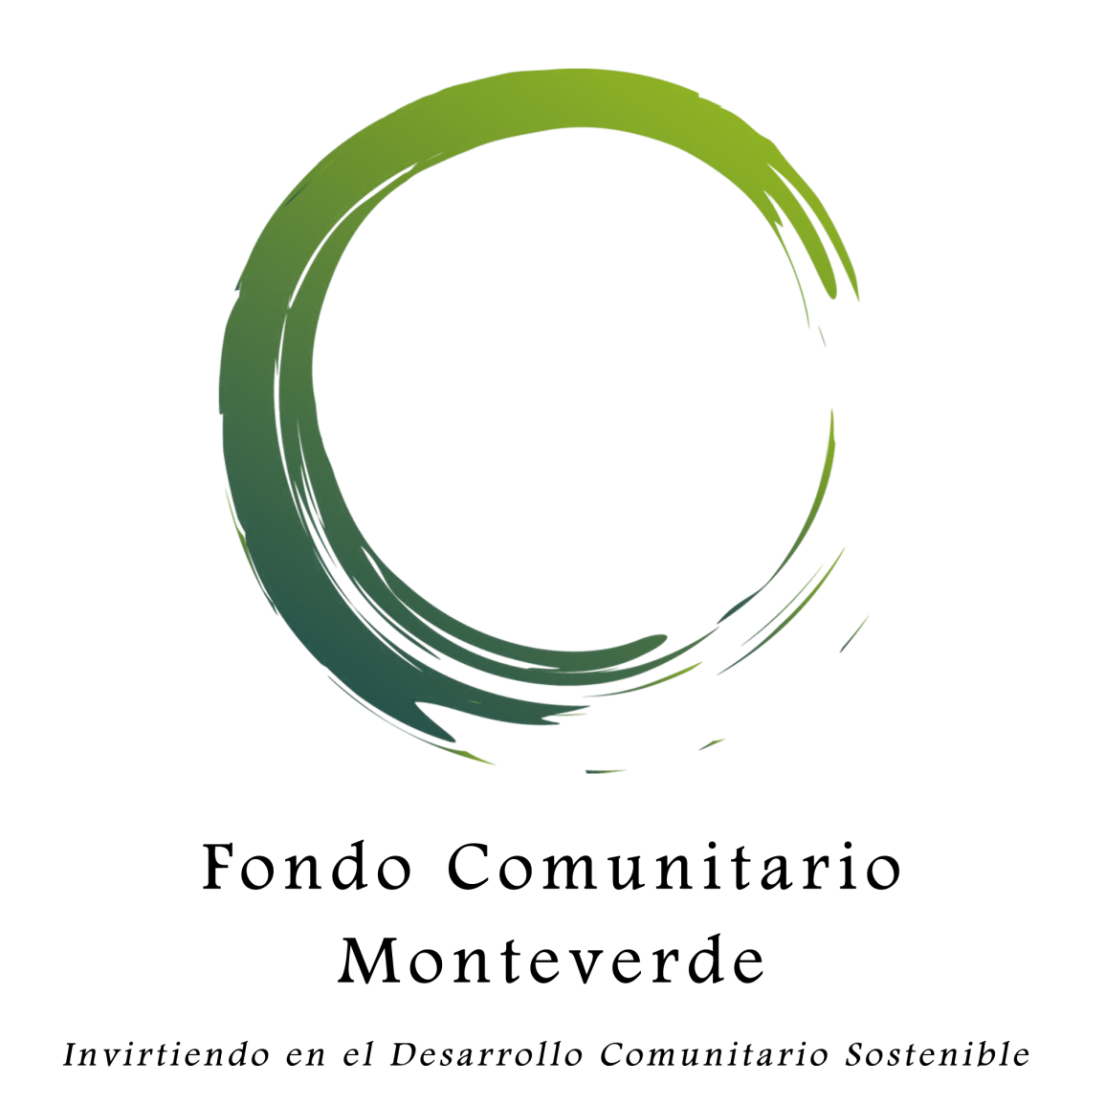 Fondo Comunitario
Monteverde
Invirtiendo en el Desarrollo Comunitario Sostenible